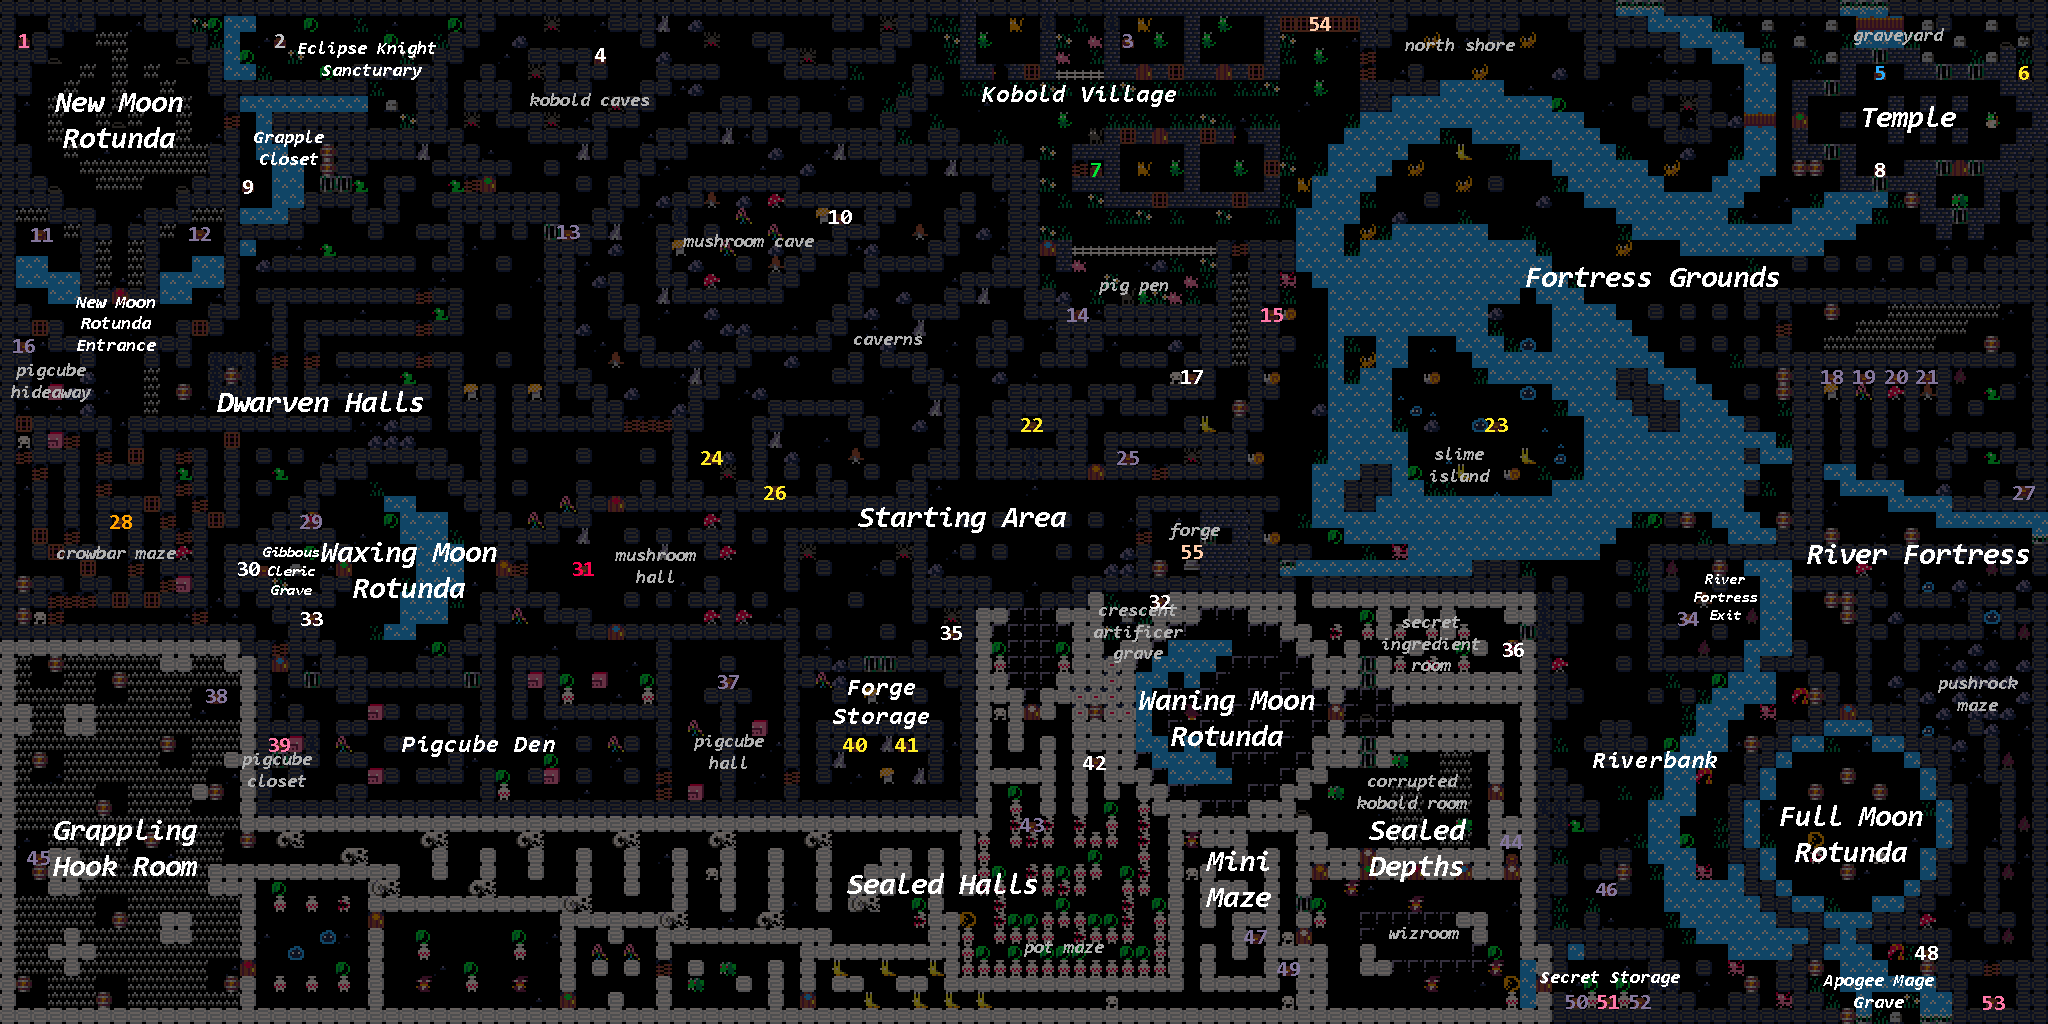 54
1
2
Eclipse Knight
Sancturary
4
3
north shore
graveyard
5
6
kobold caves
Kobold Village
New Moon
Rotunda
Temple
Grapple
Closet
9
7
8
10
11
12
13
mushroom cave
Fortress Grounds
pig pen
14
15
New Moon
Rotunda
Entrance
16
pigcube
hideaway
caverns
17
18 19 20 21
Dwarven Halls
22
23
24
25
slime
island
26
27
28
29
Starting Area
forge
55
crowbar maze
30
Gibbous
Cleric
Grave
Waxing Moon
Rotunda
31
mushroom
hall
River Fortress
River
Fortress
Exit
32
crescent
artificer
grave
33
34
35
secret
ingredient
room
36
37
38
Forge
Storage
Waning Moon
Rotunda
pushrock
maze
39
pigcube
closet
Pigcube Den
pigcube
hall
40
41
42
Riverbank
corrupted
kobold room
Grappling
Hook Room
43
Sealed
Depths
44
Full Moon
Rotunda
45
Sealed Halls
Mini
Maze
46
pot maze
47
wizroom
48
49
Secret Storage
50 51 52
Apogee Mage
Grave
53